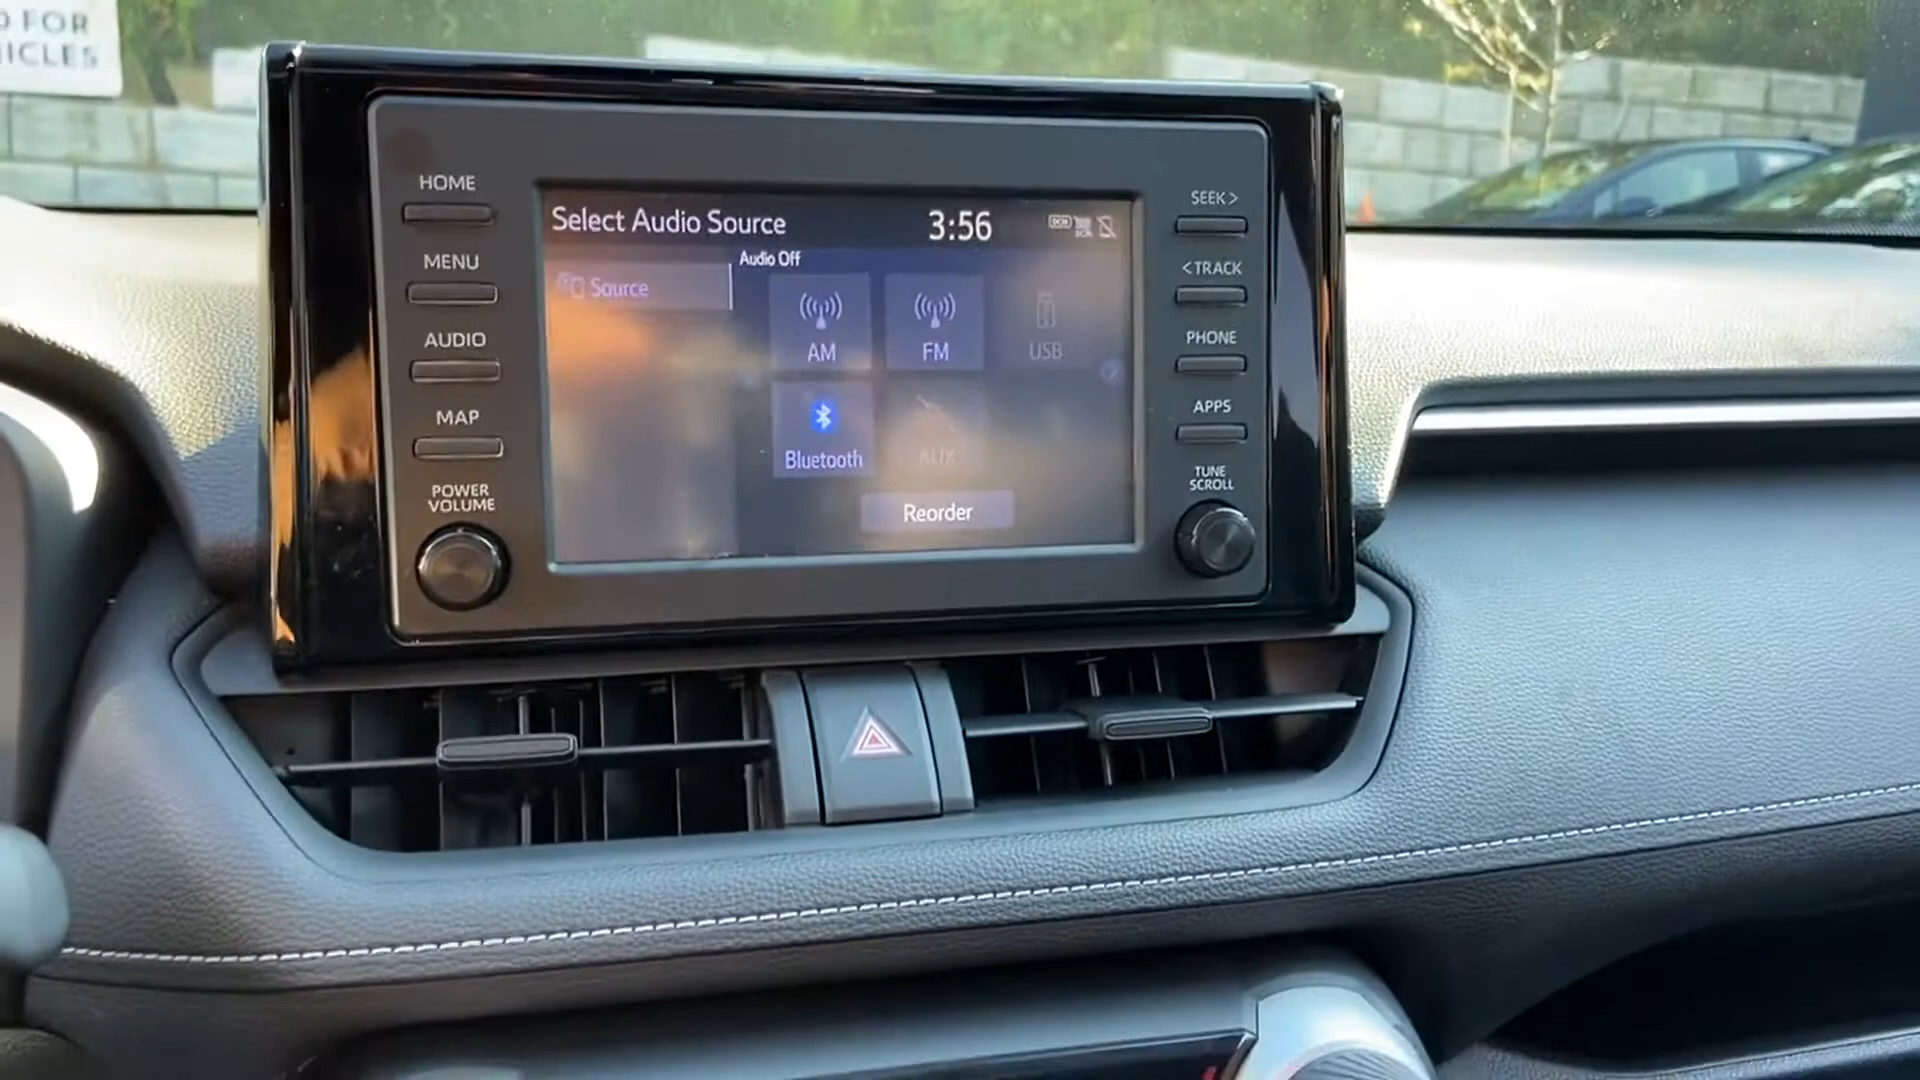 D FOR
HICLES
HOME
MENU
AUDIO
MAP
POWER
VOLUME
Select Audio Source
3:56
Audio Off
Source
AM
FM
USB
Bluetooth
AUX
Reorder
SEEK >
< TRACK
PHONE
APPS
TUNE
SCROLL